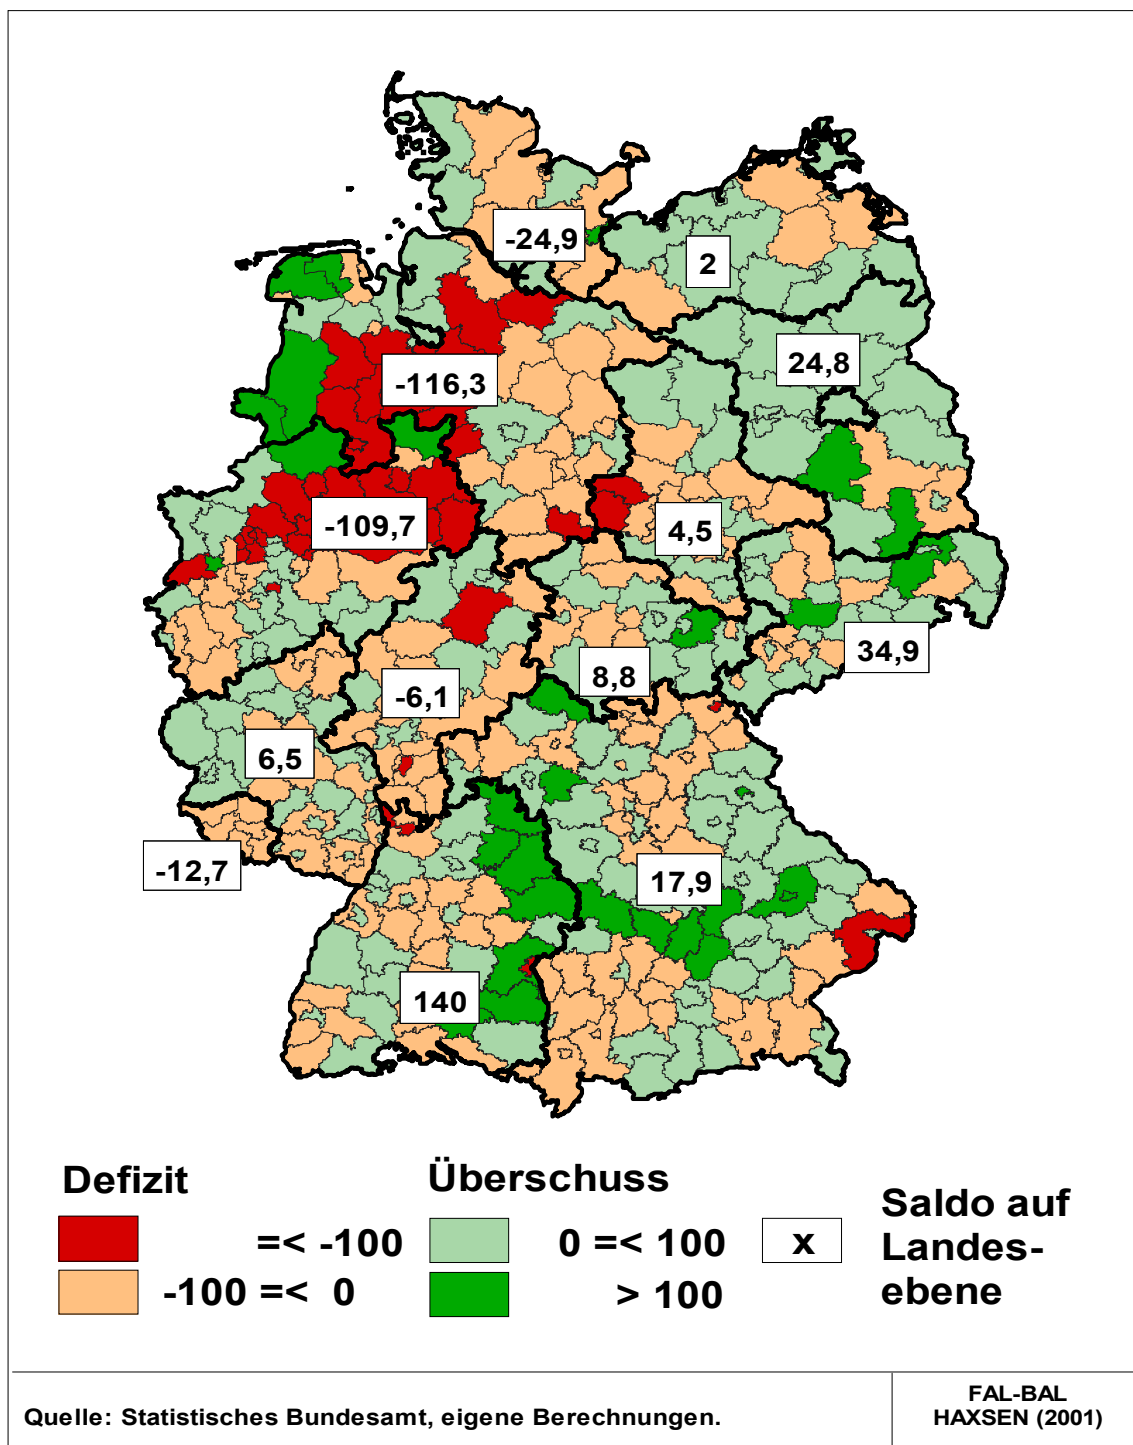 -24,9
2
24,8
-116,3
-109,7
4,5
34,9
8,8
-6,1
6,5
-12,7
17,9
140
Defizit
=< -100
-100 =< 0
Überschuss
0 =< 100
> 100
x
Saldo auf
Landes-
ebene
Quelle: Statistisches Bundesamt, eigene Berechnungen.
FAL-BAL
HAXSEN (2001)